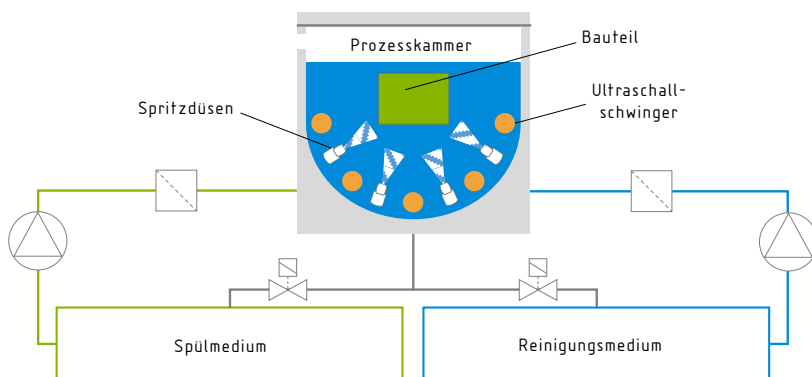 Prozesskammer
Bauteil
Spritzdüsen
Ultraschall-
schwinger
Spülmedium
Reinigungsmedium